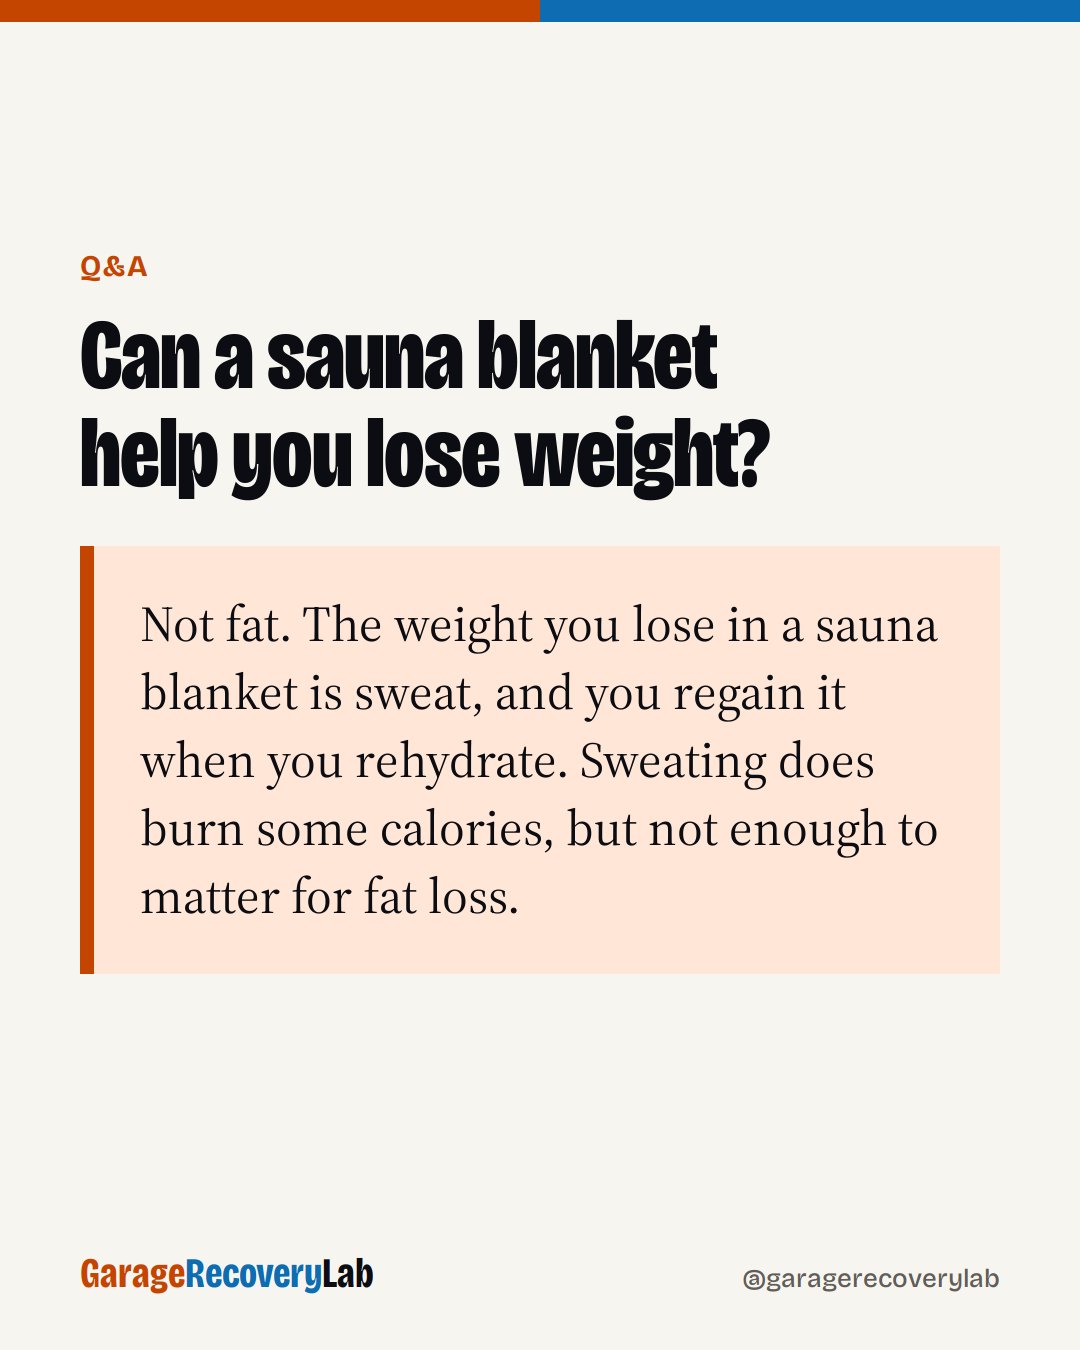 Q&A
Can a sauna blanket
help you lose weight?
Not fat. The weight you lose in a sauna
blanket is sweat, and you regain it
when you rehydrate. Sweating does
burn some calories, but not enough to
matter for fat loss.
GarageRecoveryLab
@garagerecoverylab